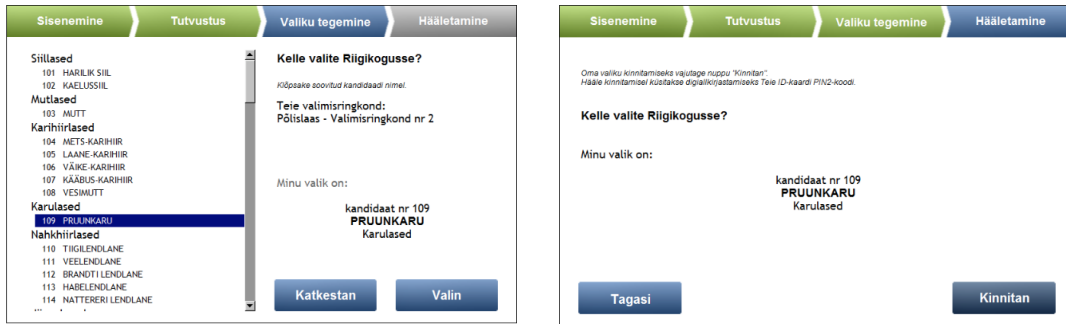 Sisenemine
Tutvustus
Valiku tegemine
Hääletamine
Siillased
101 HARILIK SIIL
102 KAELUSSIIL
Mutlased
103 MUTT
Karihiirlased
104 METS-KARIHIIR
105 LAANE-KARIHIIR
106 VÄIKE-KARIHIIR
107 KÄÄBUS-KARIHIIR
108 VESIMUTT
Karulased
109 PRUUNKARU
Nahkhiirlased
110 TIIGILENDLANE
111 VEELENDLANE
112 BRANDTI LENDLANE
113 HABELENDLANE
114 NATTERERI LENDLANE
Kelle valite Riigikogusse?
Klõpsake soovitud kandidaadi nimel.
Teie valimisringkond:
Põlislaas - Valimisringkond nr 2
Minu valik on:
kandidaat nr 109
PRUUNKARU
Karulased
Katkestan
Valin
Sisenemine
Tutvustus
Valiku tegemine
Hääletamine
Oma valiku kinnitamiseks vajutage nuppu "Kinnitan".
Hääle kinnitamisel küsitakse digiallkirjastamiseks Teie ID-kaardi PIN2-koodi.
Kelle valite Riigikogusse?
Minu valik on:
kandidaat nr 109
PRUUNKARU
Karulased
Tagasi
Kinnitan